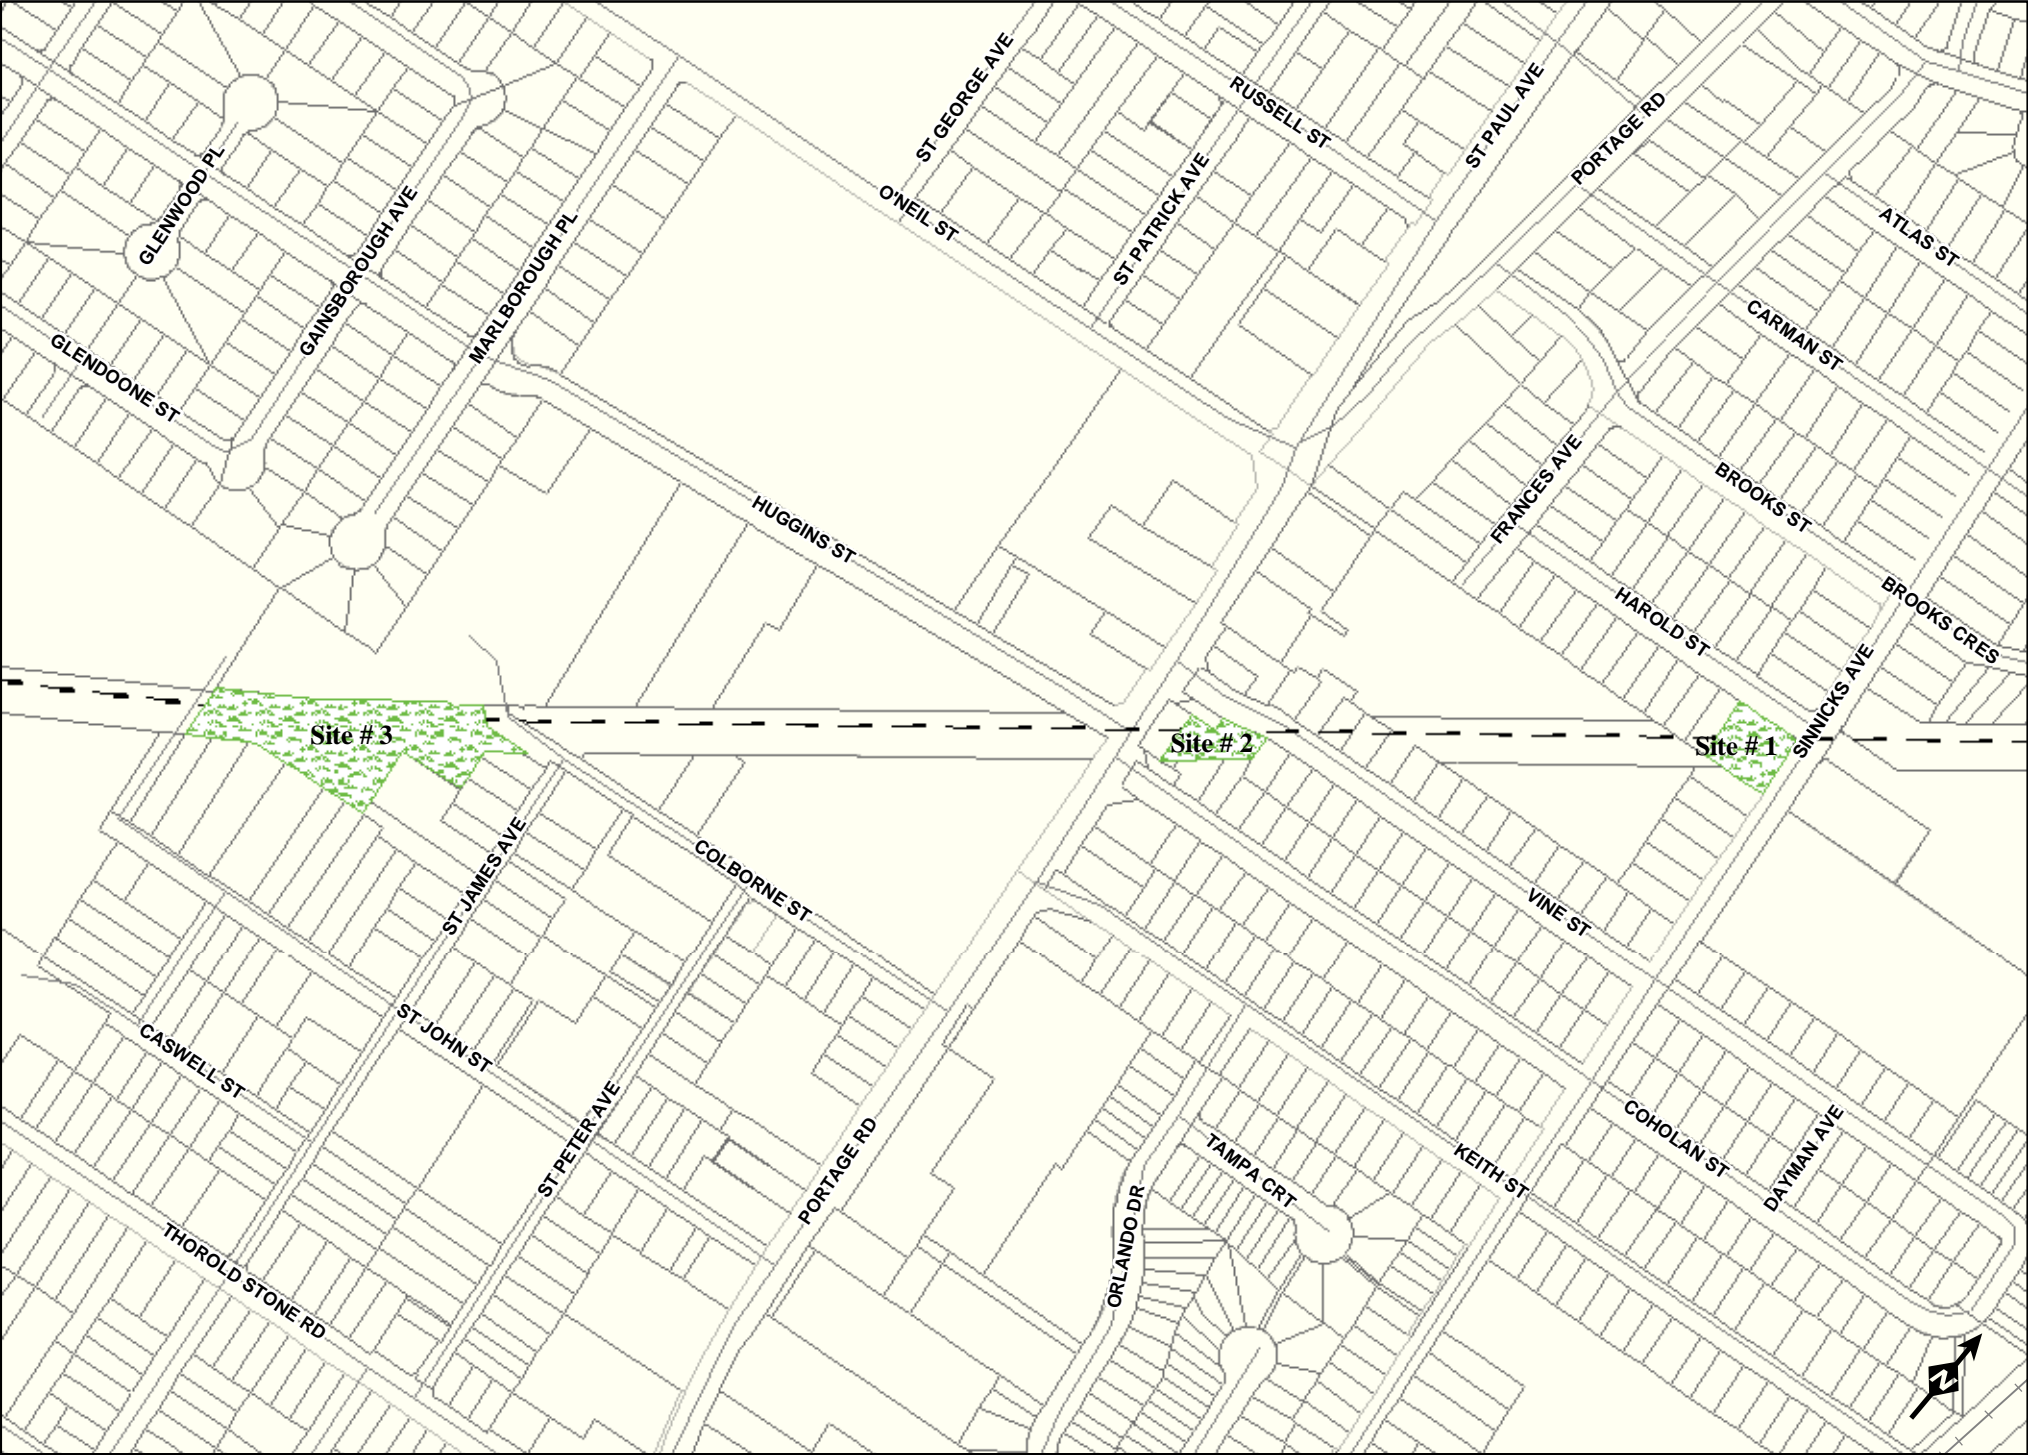 ST GEORGE AVE
RUSSELL ST
ST PAUL AVE
PORTAGE RD
GLENWOOD PL
O'NEIL ST
ST PATRICK AVE
ATLAS ST
GAINSBOROUGH AVE
MARLBOROUGH PL
CARMAN ST
GLENDOONE ST
FRANCES AVE
BROOKS ST
HUGGINS ST
HAROLD ST
BROOKS CRES
SINNICKS AVE
Site # 3
Site # 2
Site # 1
ST JAMES AVE
COLBORNE ST
VINE ST
ST JOHN ST
CASWELL ST
ST PETER AVE
PORTAGE RD
TAMPA CRT
KEITH ST
COHOLAN ST
DAYMAN AVE
ORLANDO DR
THOROLD STONE RD
N